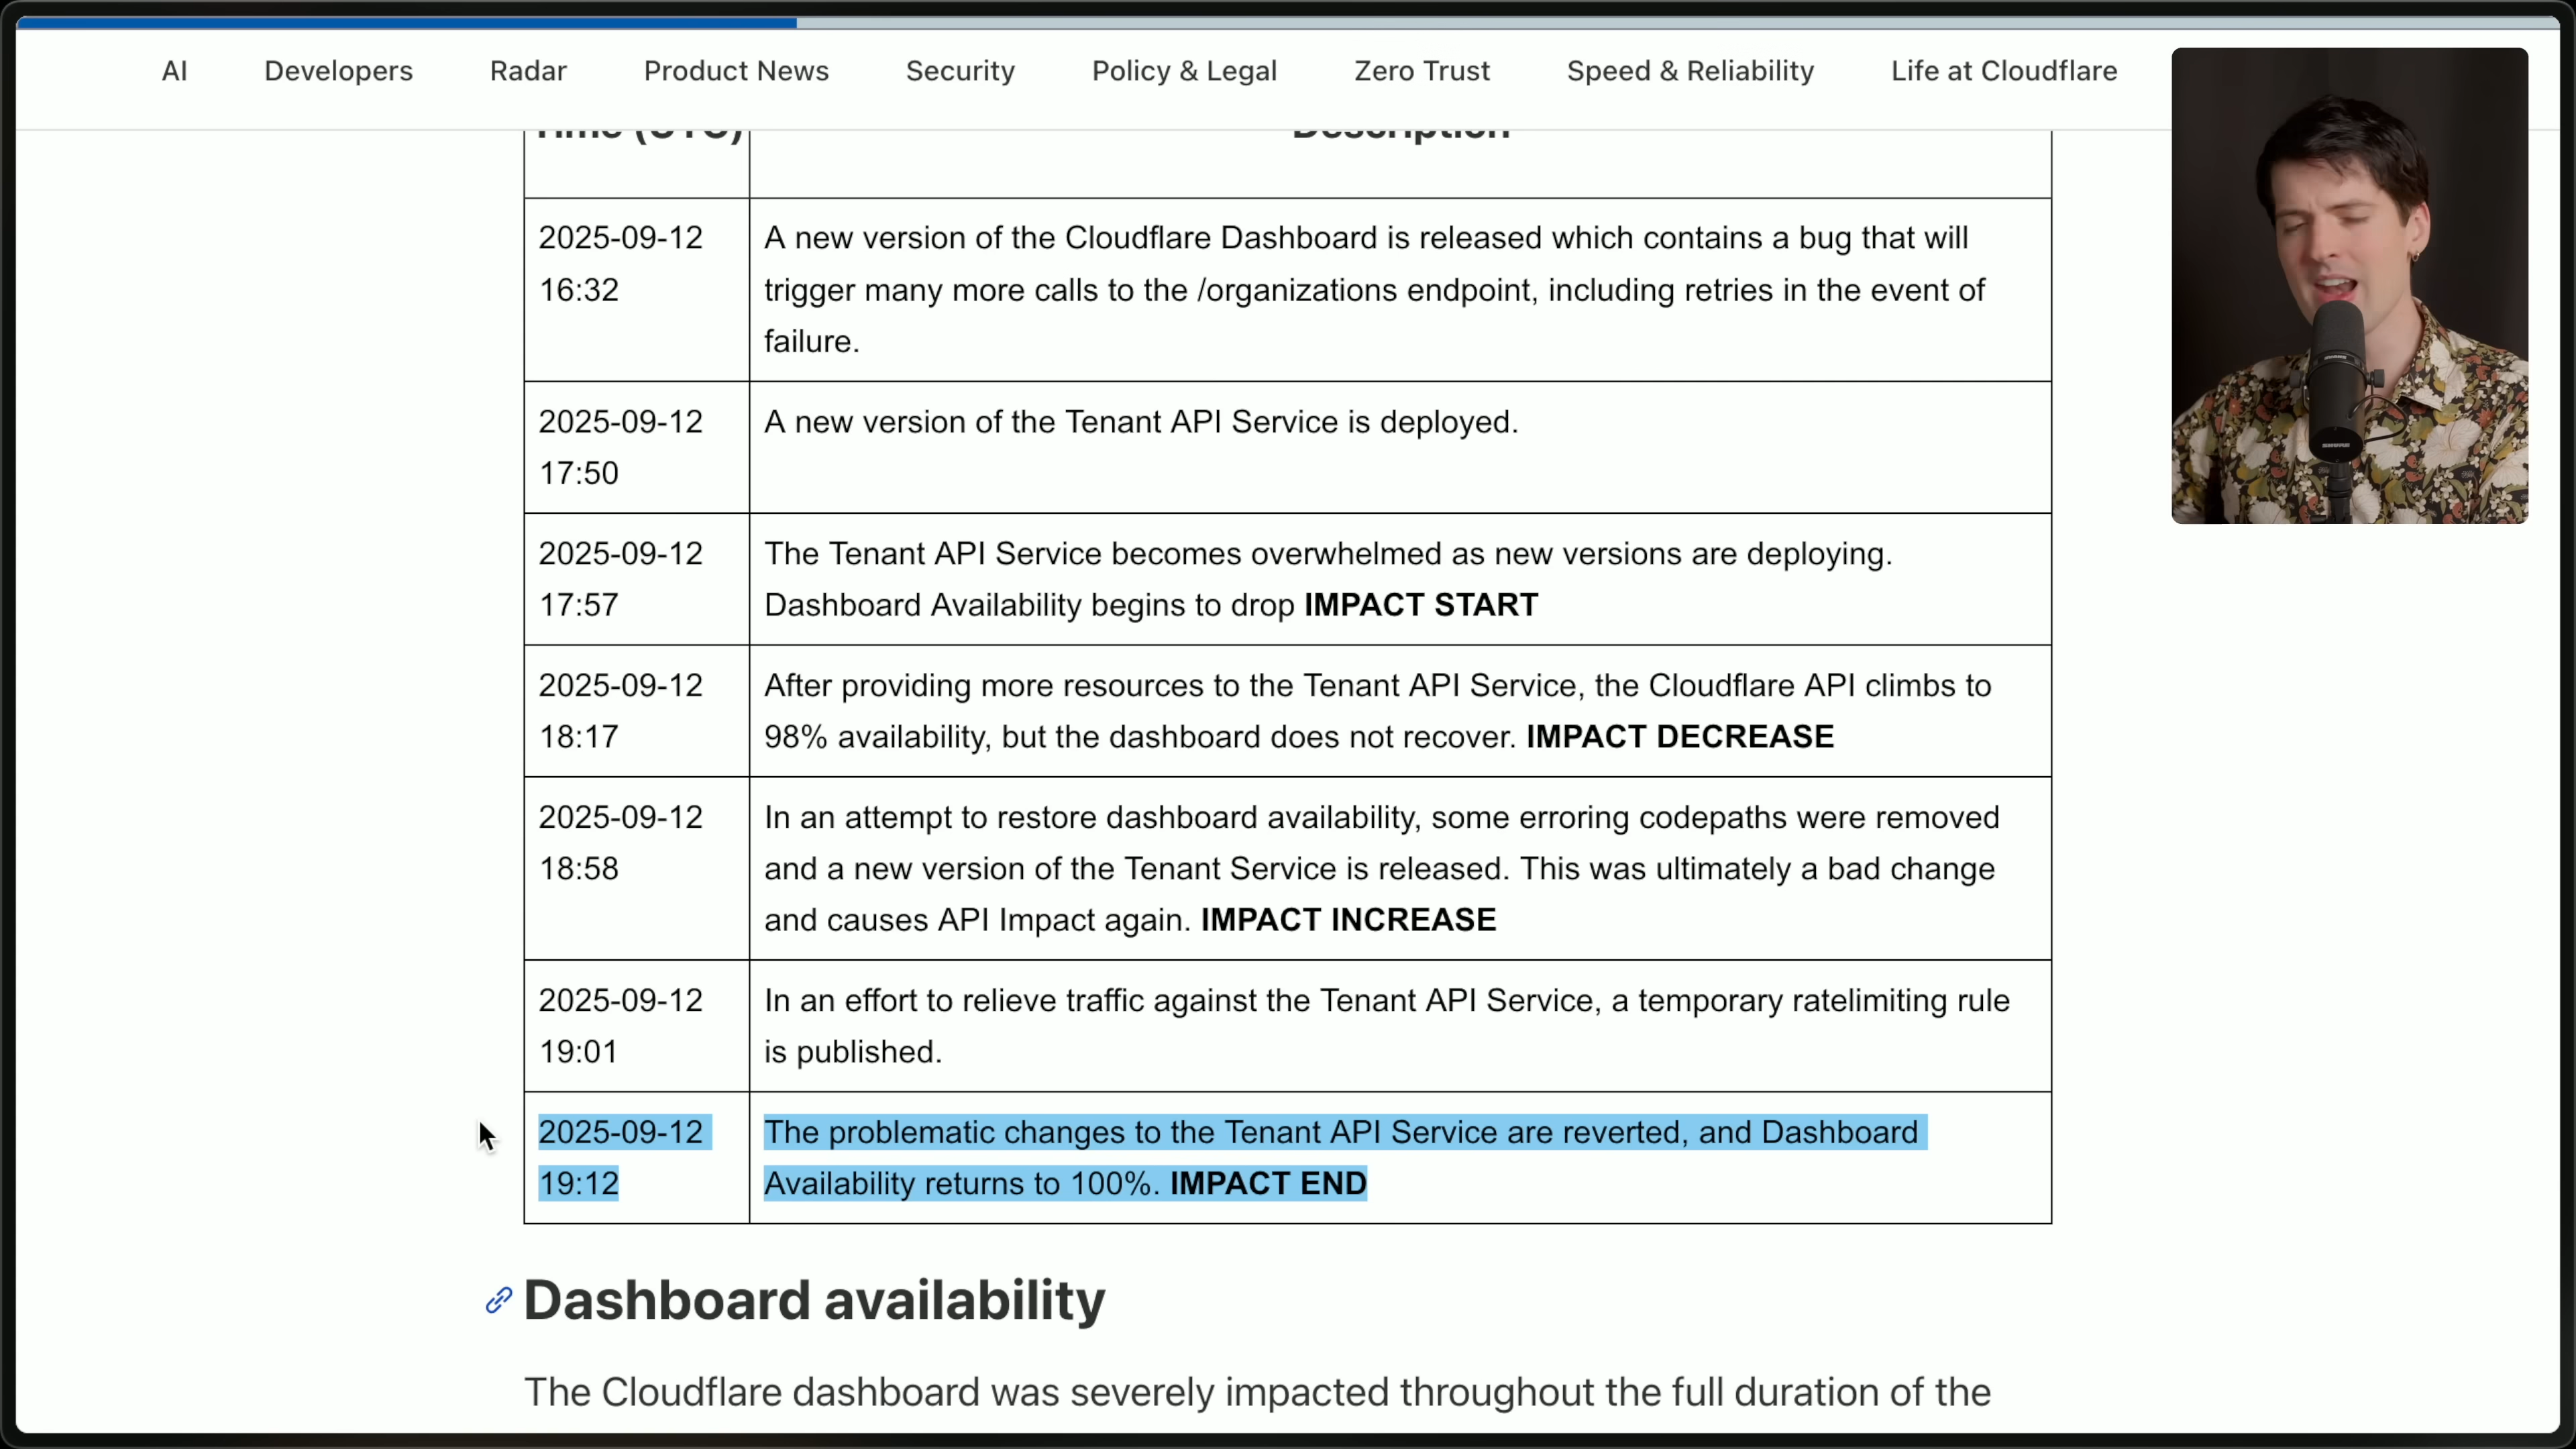 AI Developers Radar Product News Security Policy & Legal Zero Trust Speed & Reliability Life at Cloudflare
Time (UTC) Description
2025-09-12
16:32
A new version of the Cloudflare Dashboard is released which contains a bug that will
trigger many more calls to the /organizations endpoint, including retries in the event of
failure.
2025-09-12
17:50
A new version of the Tenant API Service is deployed.
2025-09-12
17:57
The Tenant API Service becomes overwhelmed as new versions are deploying.
Dashboard Availability begins to drop IMPACT START
2025-09-12
18:17
After providing more resources to the Tenant API Service, the Cloudflare API climbs to
98% availability, but the dashboard does not recover. IMPACT DECREASE
2025-09-12
18:58
In an attempt to restore dashboard availability, some erroring codepaths were removed
and a new version of the Tenant Service is released. This was ultimately a bad change
and causes API Impact again. IMPACT INCREASE
2025-09-12
19:01
In an effort to relieve traffic against the Tenant API Service, a temporary ratelimiting rule
is published.
2025-09-12
19:12
The problematic changes to the Tenant API Service are reverted, and Dashboard
Availability returns to 100%. IMPACT END
Dashboard availability
The Cloudflare dashboard was severely impacted throughout the full duration of the